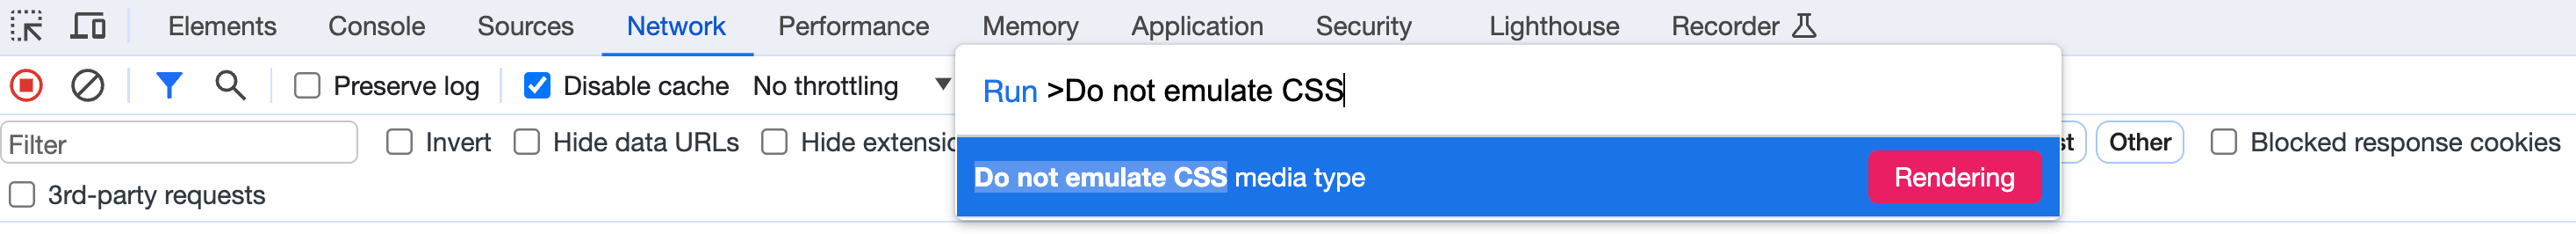 Elements Console Sources Network Performance Memory Application Security Lighthouse Recorder
Preserve log Disable cache No throttling
Run >Do not emulate CSS
Filter Invert Hide data URLs Hide Other Blocked response cookies
Do not emulate CSS media type Rendering
3rd-party requests